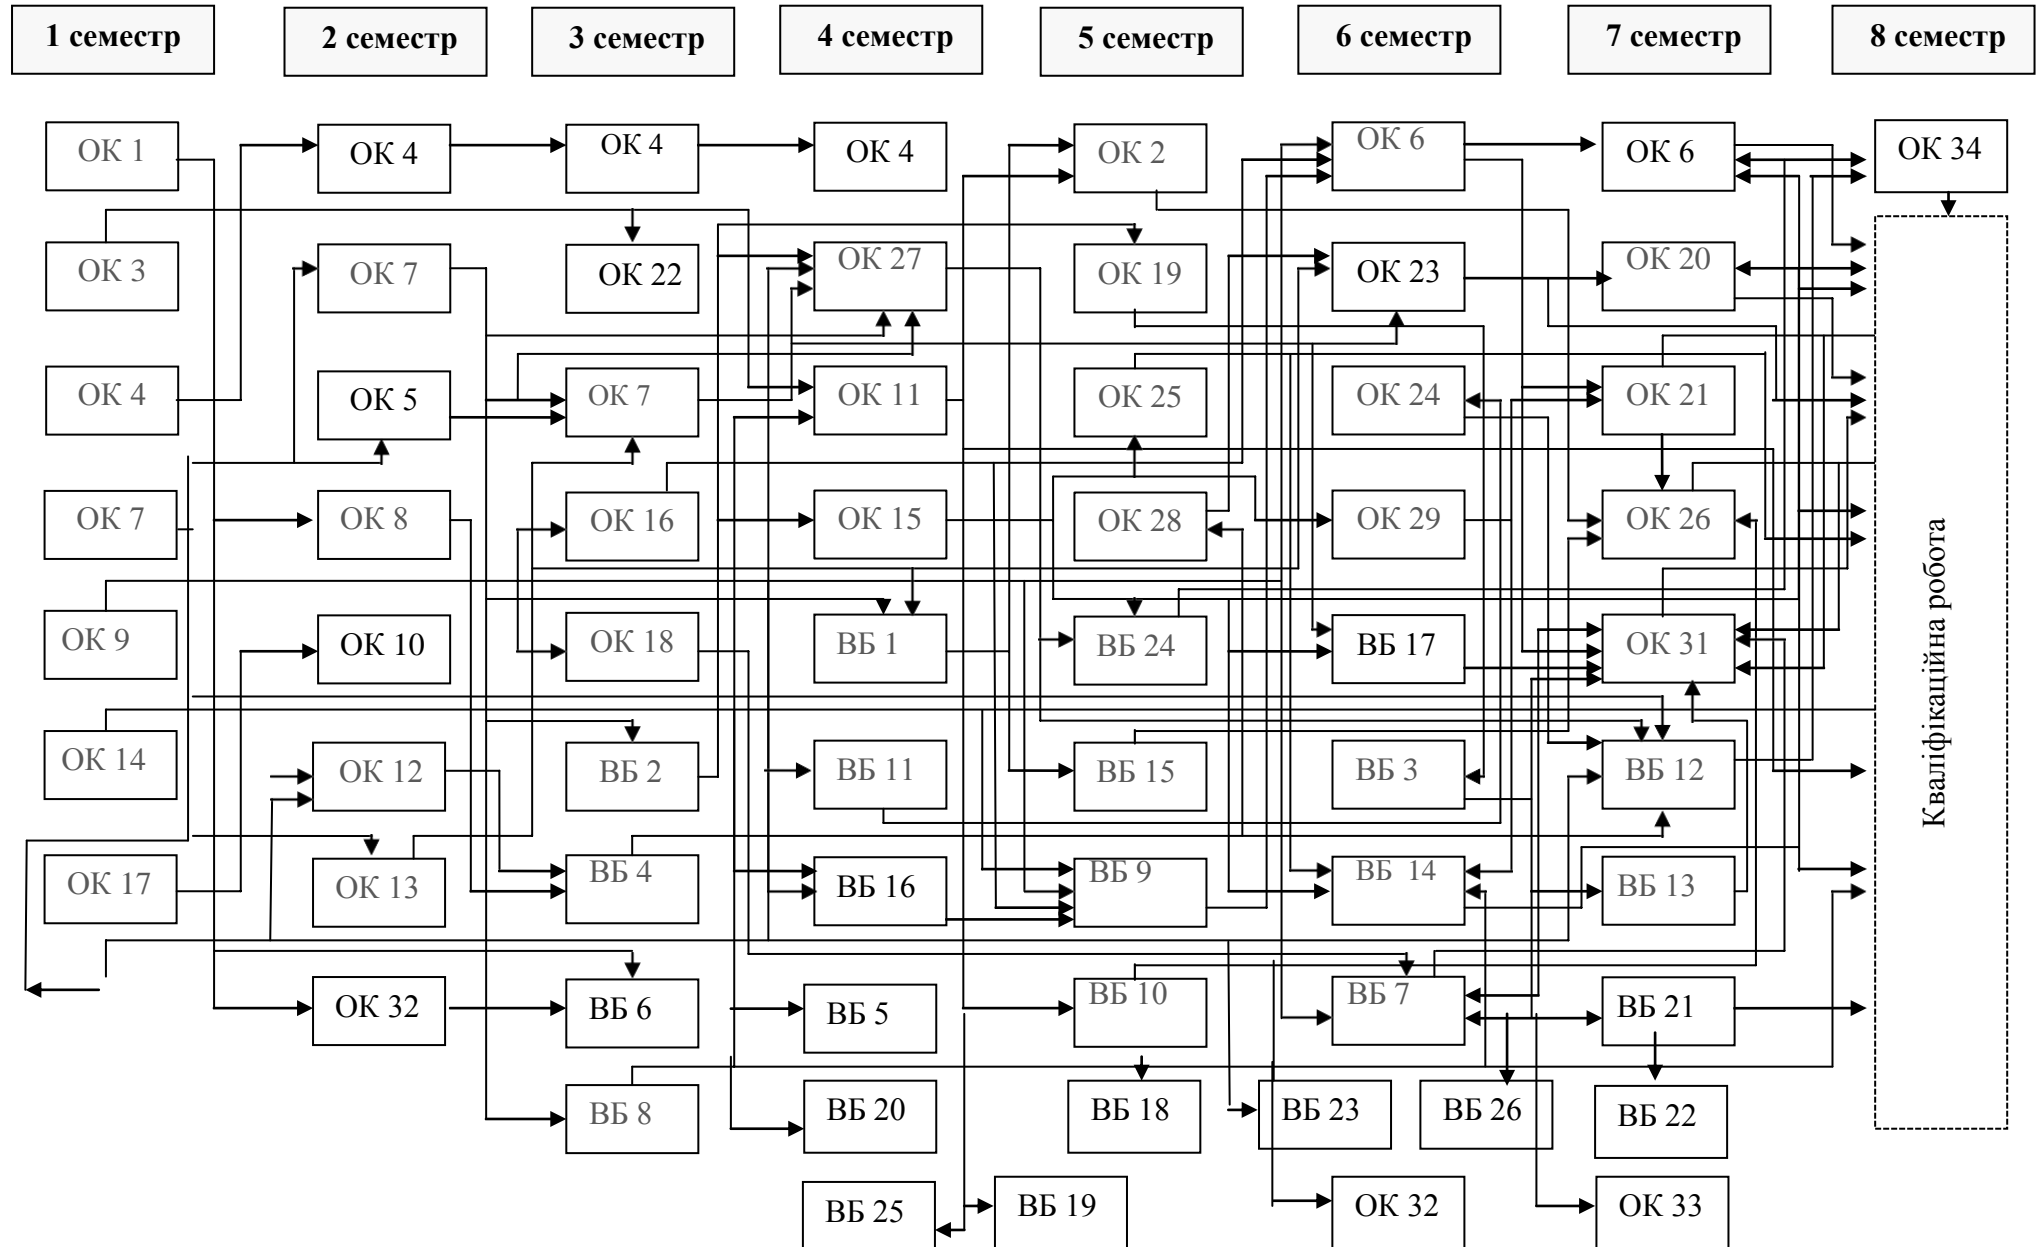 1 семестр 2 семестр 3 семестр 4 семестр 5 семестр 6 семестр 7 семестр 8 семестр
ОК 1 ОК 4 ОК 4 ОК 4 ОК 2 ОК 6 ОК 6 ОК 34
ОК 3 ОК 7 ОК 22 ОК 27 ОК 19 ОК 23 ОК 20
ОК 4 ОК 5 ОК 7 ОК 11 ОК 25 ОК 24 ОК 21
ОК 7 ОК 8 ОК 16 ОК 15 ОК 28 ОК 29 ОК 26
ОК 9 ОК 10 ОК 18 ВБ 1 ВБ 24 ВБ 17 ОК 31
Кваліфікаційна робота
ОК 14 ОК 12 ВБ 2 ВБ 11 ВБ 15 ВБ 3 ВБ 12
ОК 17 ОК 13 ВБ 4 ВБ 16 ВБ 9 ВБ 14 ВБ 13
ОК 32 ВБ 6 ВБ 5 ВБ 10 ВБ 7 ВБ 21
ВБ 8 ВБ 20 ВБ 18 ВБ 23 ВБ 26 ВБ 22
ВБ 25 ВБ 19 ОК 32 ОК 33